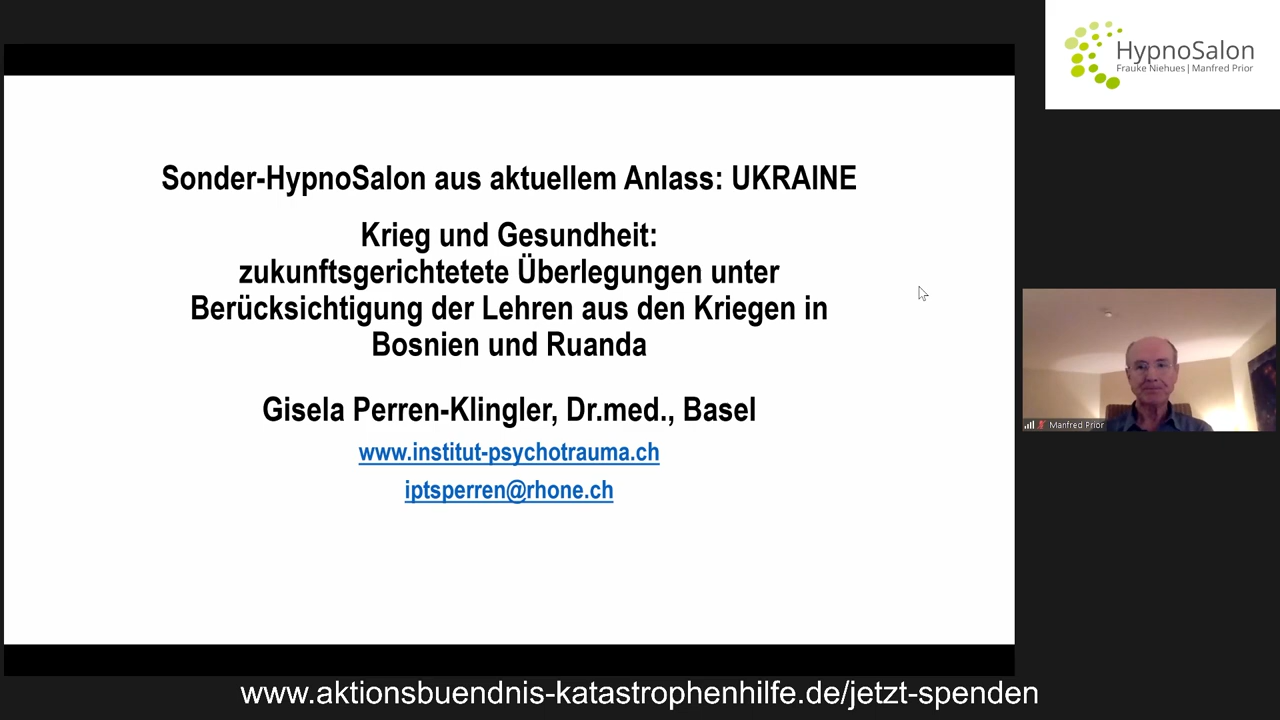 HypnoSalon
Frauke Niehues | Manfred Prior
Sonder-HypnoSalon aus aktuellem Anlass: UKRAINE
Krieg und Gesundheit:
zukunftsgerichtetete Überlegungen unter
Berücksichtigung der Lehren aus den Kriegen in
Bosnien und Ruanda
Gisela Perren-Klingler, Dr.med., Basel
www.institut-psychotrauma.ch
iptsperren@rhone.ch
Manfred Prior
www.aktionsbuendnis-katastrophenhilfe.de/jetzt-spenden